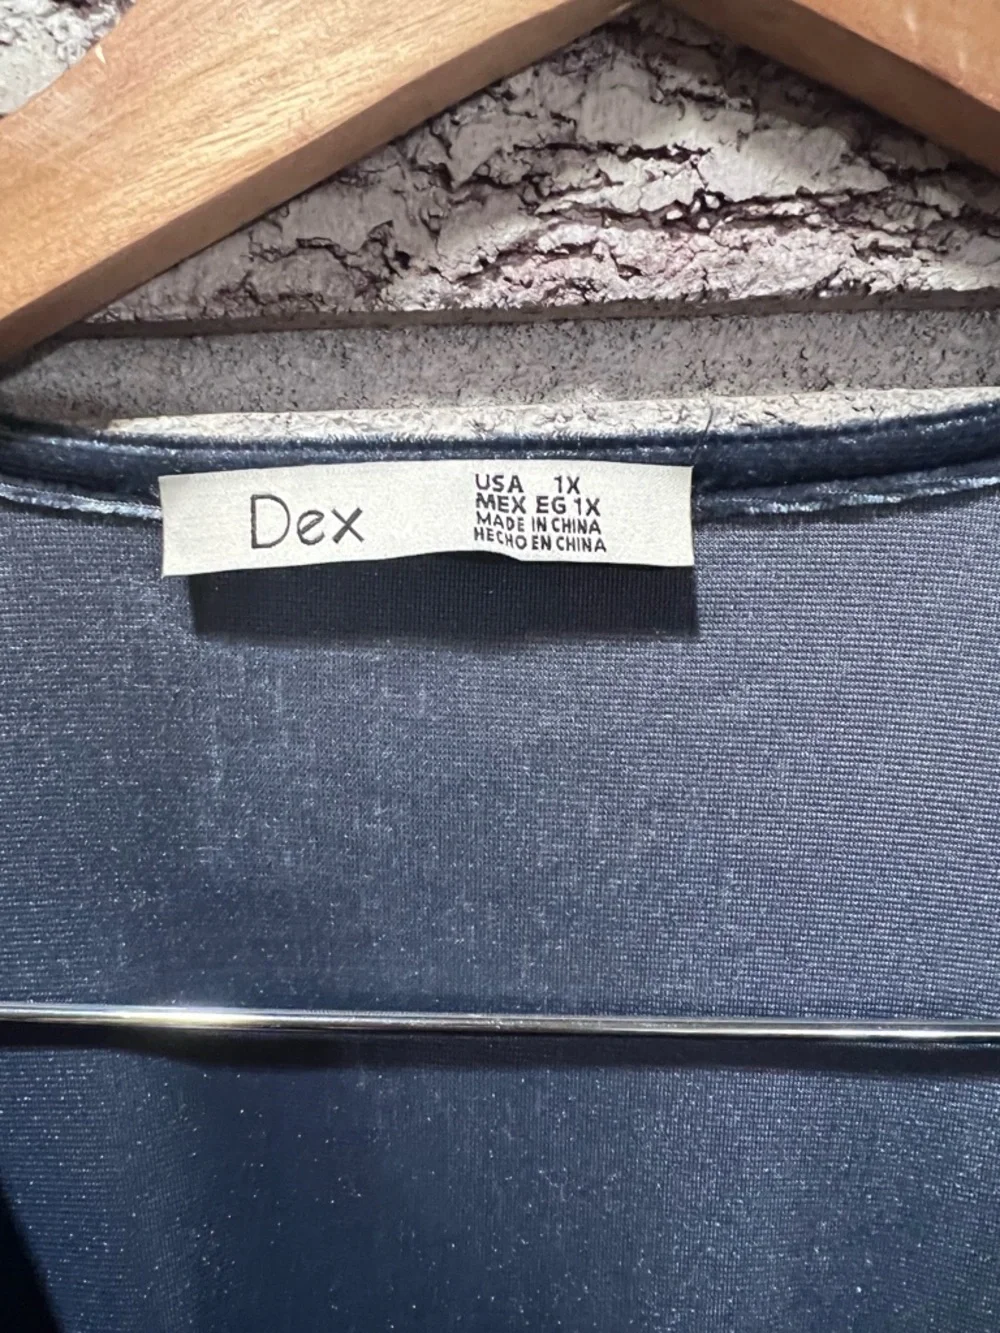 Dex
USA 1X
MEX EG 1X
MADE IN CHINA
HECHO EN CHINA